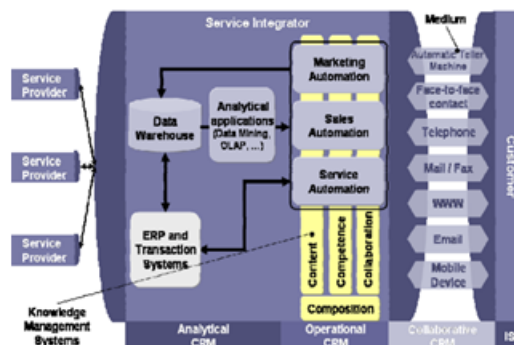 Service Integrator
Medium
Service
Provider
Service
Provider
Service
Provider
Data
Warehouse
Analytical
applications
(Data Mining,
OLAP, ...)
ERP and
Transaction
Systems
Marketing
Automation
Sales
Automation
Service
Automation
Content
Competence
Collaboration
Composition
Automatic Teller
Machine
Face-to-face
contact
Telephone
Mail / Fax
WWW
Email
Mobile
Device
Customer
Knowledge
Management
Systems
Analytical
CRM
Operational
CRM
Collaborative
CRM
IS